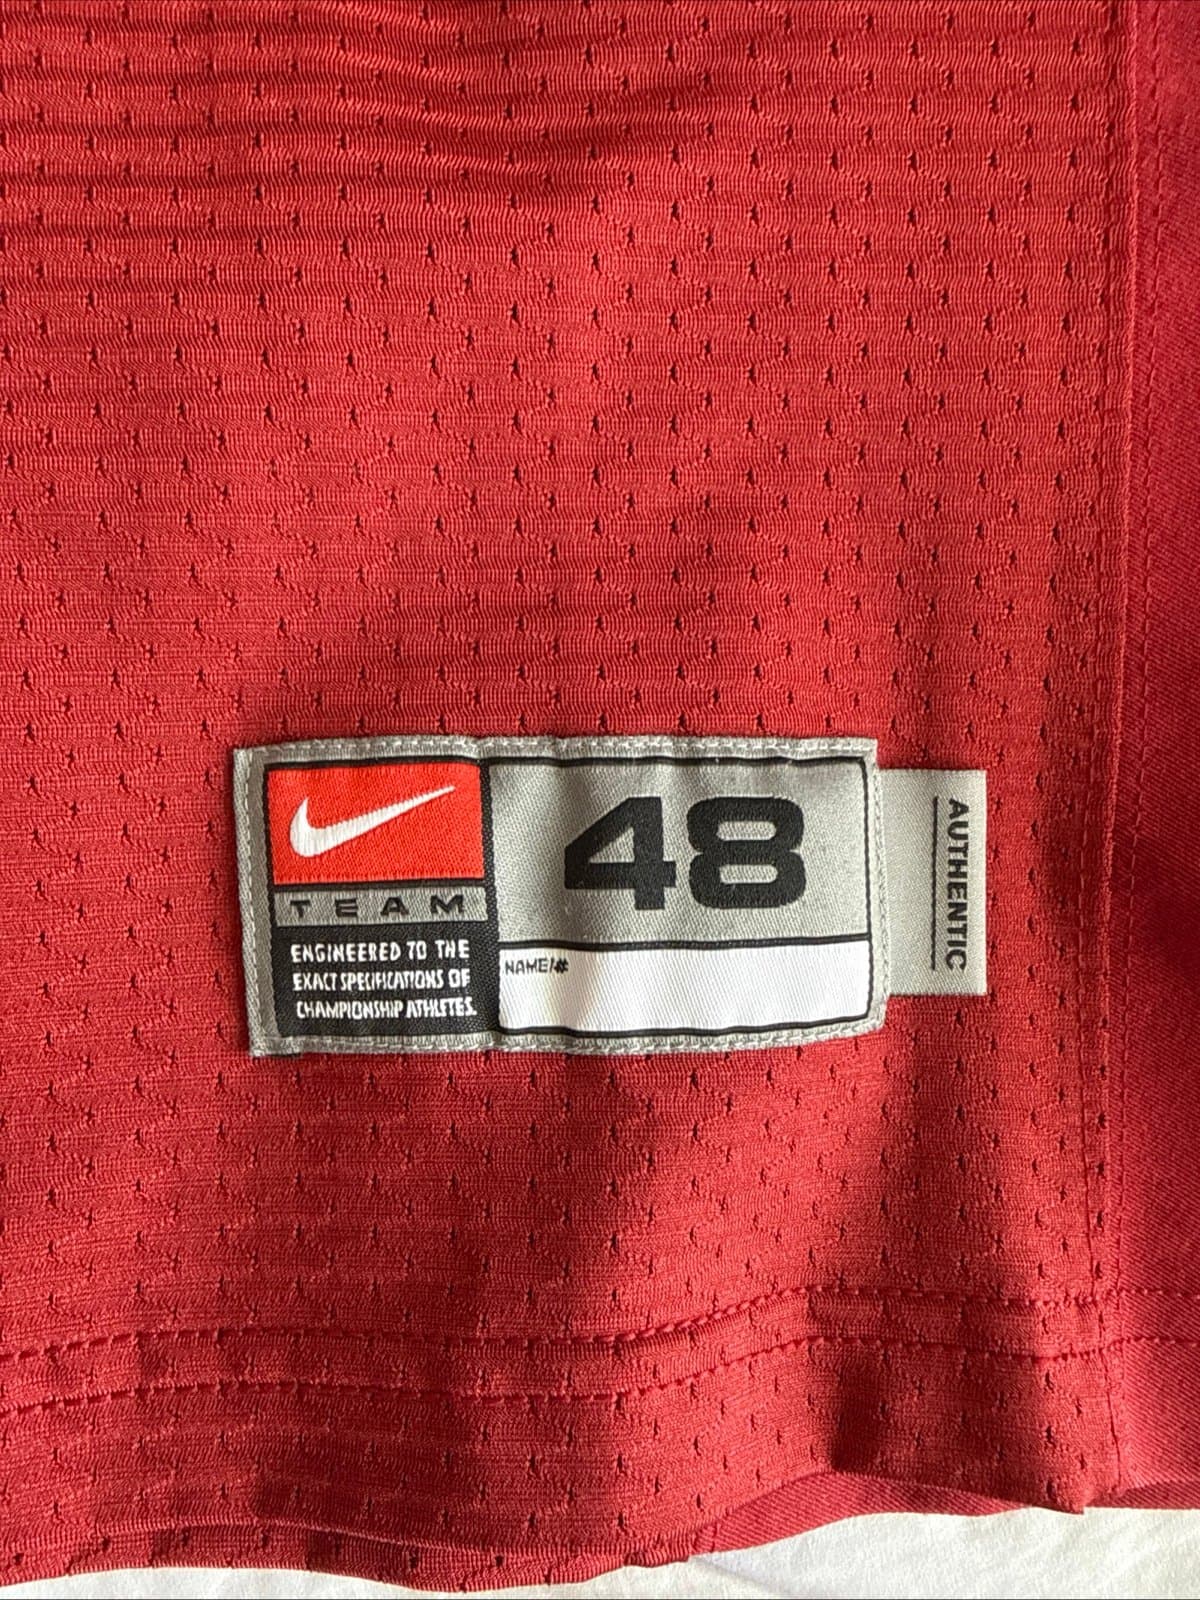 TEAM
ENGINEERED TO THE
EXACT SPECIFICATIONS OF
CHAMPIONSHIP ATHLETES.
48
NAME/#
AUTHENTIC